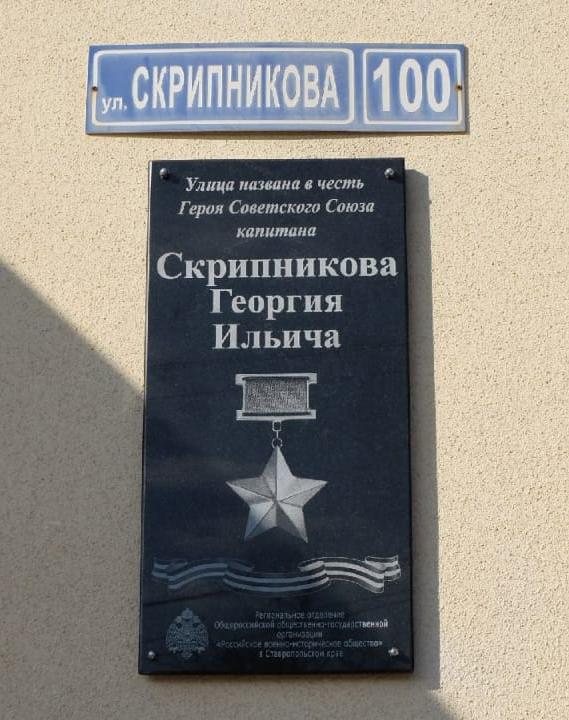 ул. СКРИПНИКОВА 100
Улица названа в честь
Героя Советского Союза
капитана
Скрипникова
Георгия
Ильича
Региональное отделение
Общероссийской общественно-государственной
организации
«Российское военно-историческое общество»
в Ставропольском крае